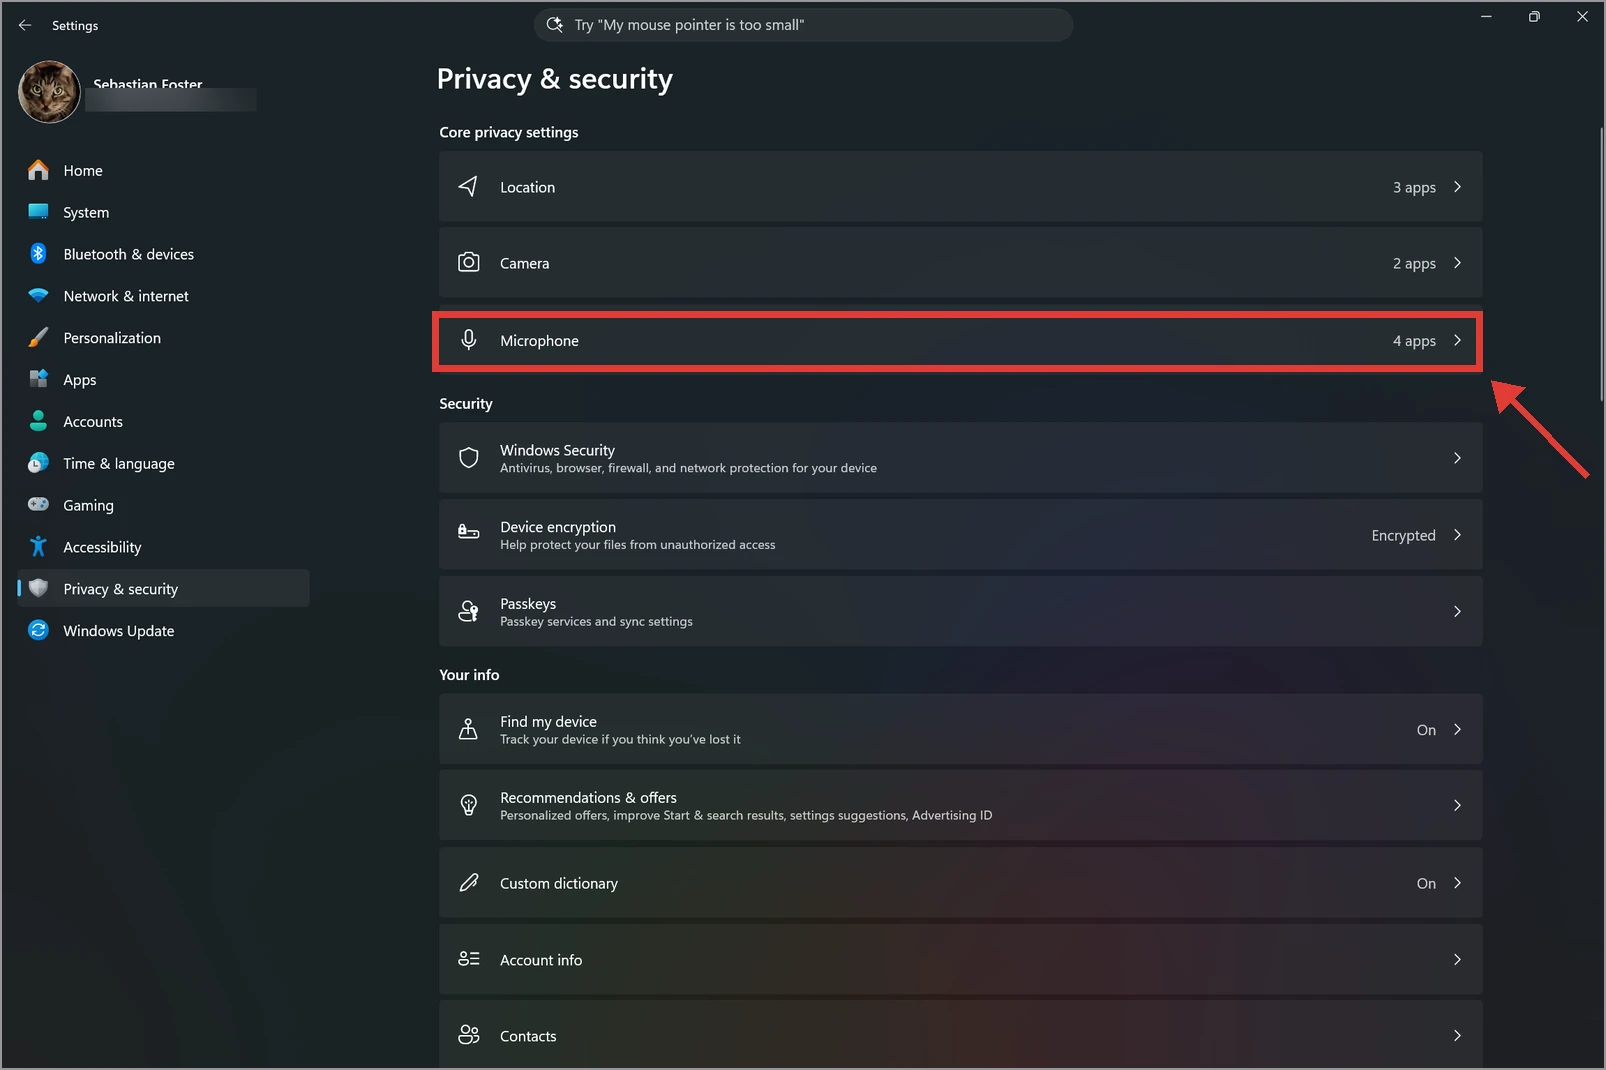 Settings
Try "My mouse pointer is too small"
Sebastian Foster
Home
System
Bluetooth & devices
Network & internet
Personalization
Apps
Accounts
Time & language
Gaming
Accessibility
Privacy & security
Windows Update
Privacy & security
Core privacy settings
Location
3 apps
Camera
2 apps
Microphone
4 apps
Security
Windows Security
Antivirus, browser, firewall, and network protection for your device
Device encryption
Help protect your files from unauthorized access
Encrypted
Passkeys
Passkey services and sync settings
Your info
Find my device
Track your device if you think you've lost it
On
Recommendations & offers
Personalized offers, improve Start & search results, settings suggestions, Advertising ID
Custom dictionary
On
Account info
Contacts